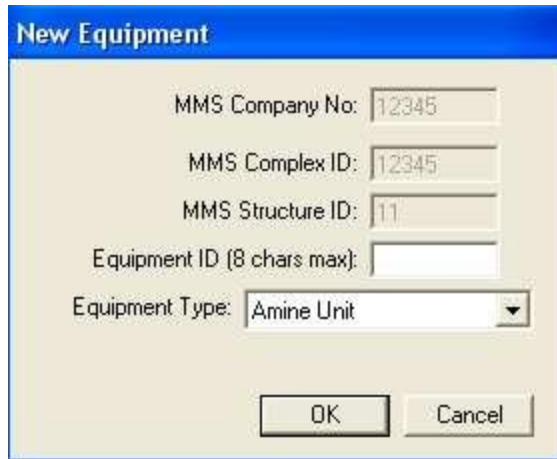 New Equipment
MMS Company No: 12345
MMS Complex ID: 12345
MMS Structure ID: 11
Equipment ID (8 chars max):
Equipment Type: Amine Unit
OK Cancel